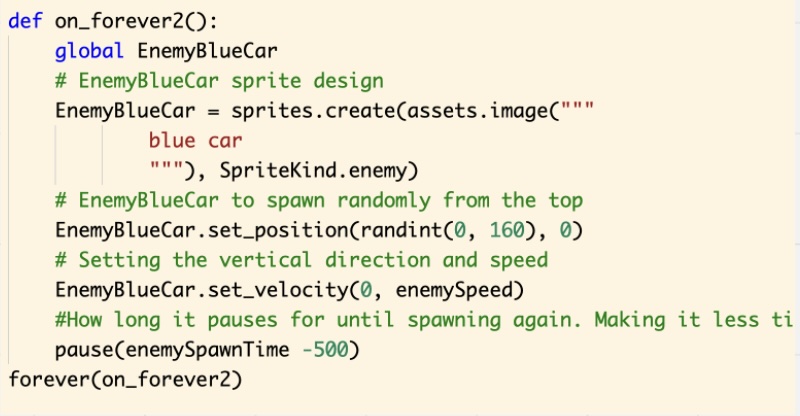 def on_forever2():
global EnemyBlueCar
# EnemyBlueCar sprite design
EnemyBlueCar = sprites.create(assets.image("""
blue car
"""), SpriteKind.enemy)
# EnemyBlueCar to spawn randomly from the top
EnemyBlueCar.set_position(randint(0, 160), 0)
# Setting the vertical direction and speed
EnemyBlueCar.set_velocity(0, enemySpeed)
#How long it pauses for until spawning again. Making it less ti
pause(enemySpawnTime -500)
forever(on_forever2)